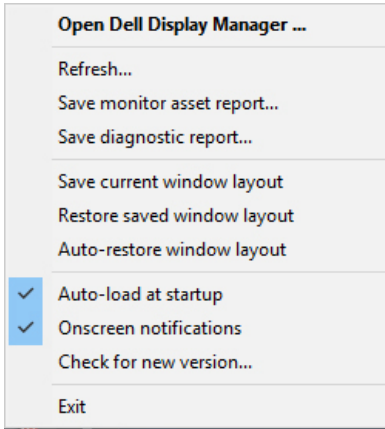 Open Dell Display Manager ...
Refresh...
Save monitor asset report...
Save diagnostic report...
Save current window layout
Restore saved window layout
Auto-restore window layout
Auto-load at startup
Onscreen notifications
Check for new version...
Exit